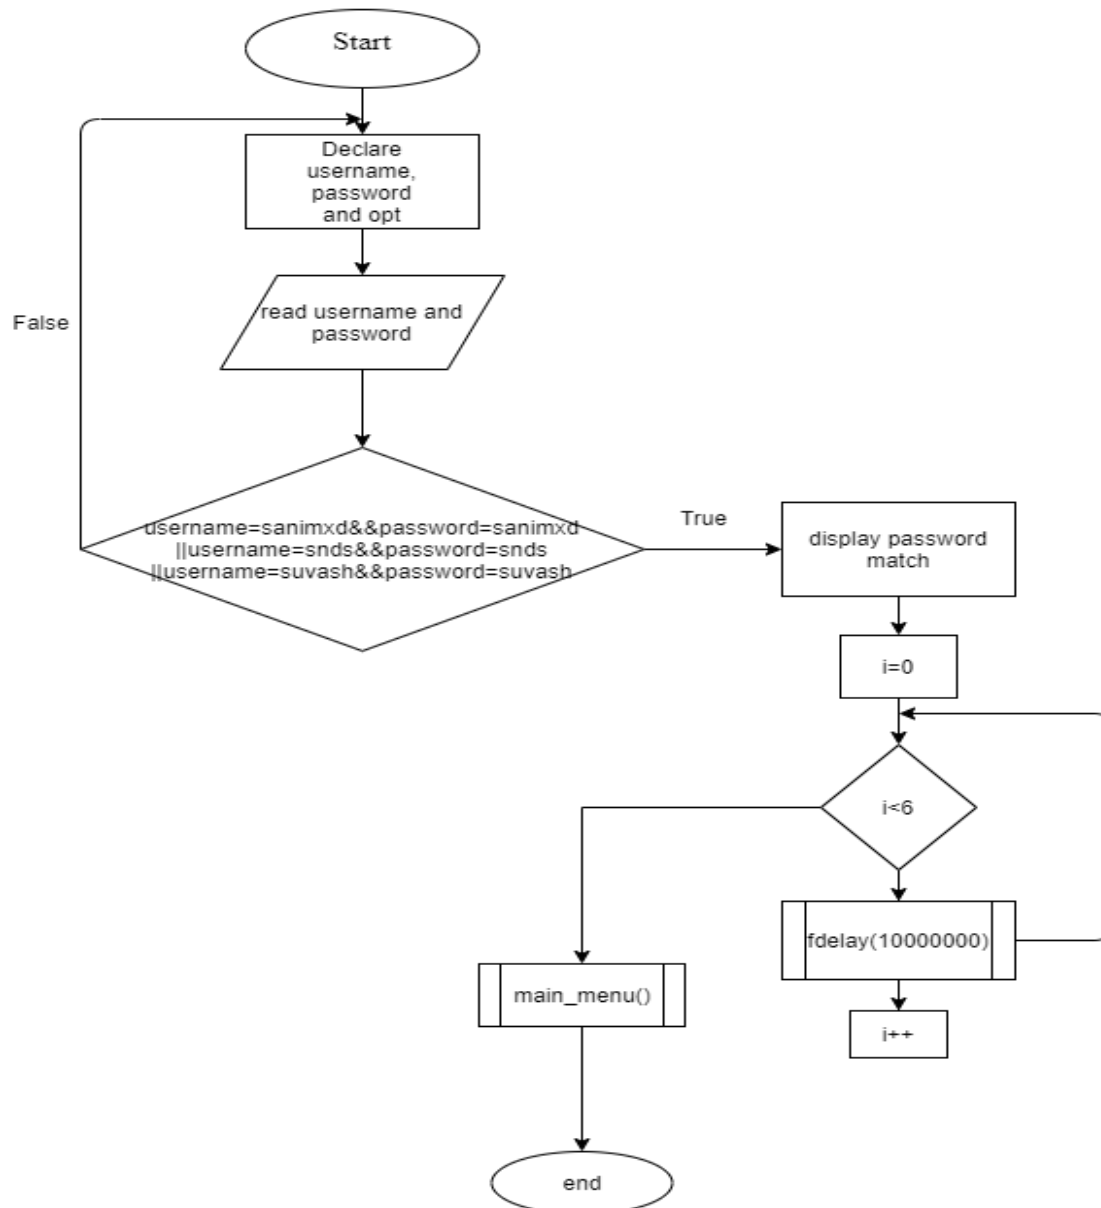 Start
Declare
username,
password
and opt
read username and
password
False
username=sanimxd&&password=sanimxd
||username=snds&&password=snds
||username=suvash&&password=suvash
True
display password
match
i=0
i<6
fdelay(10000000)
i++
main_menu()
end